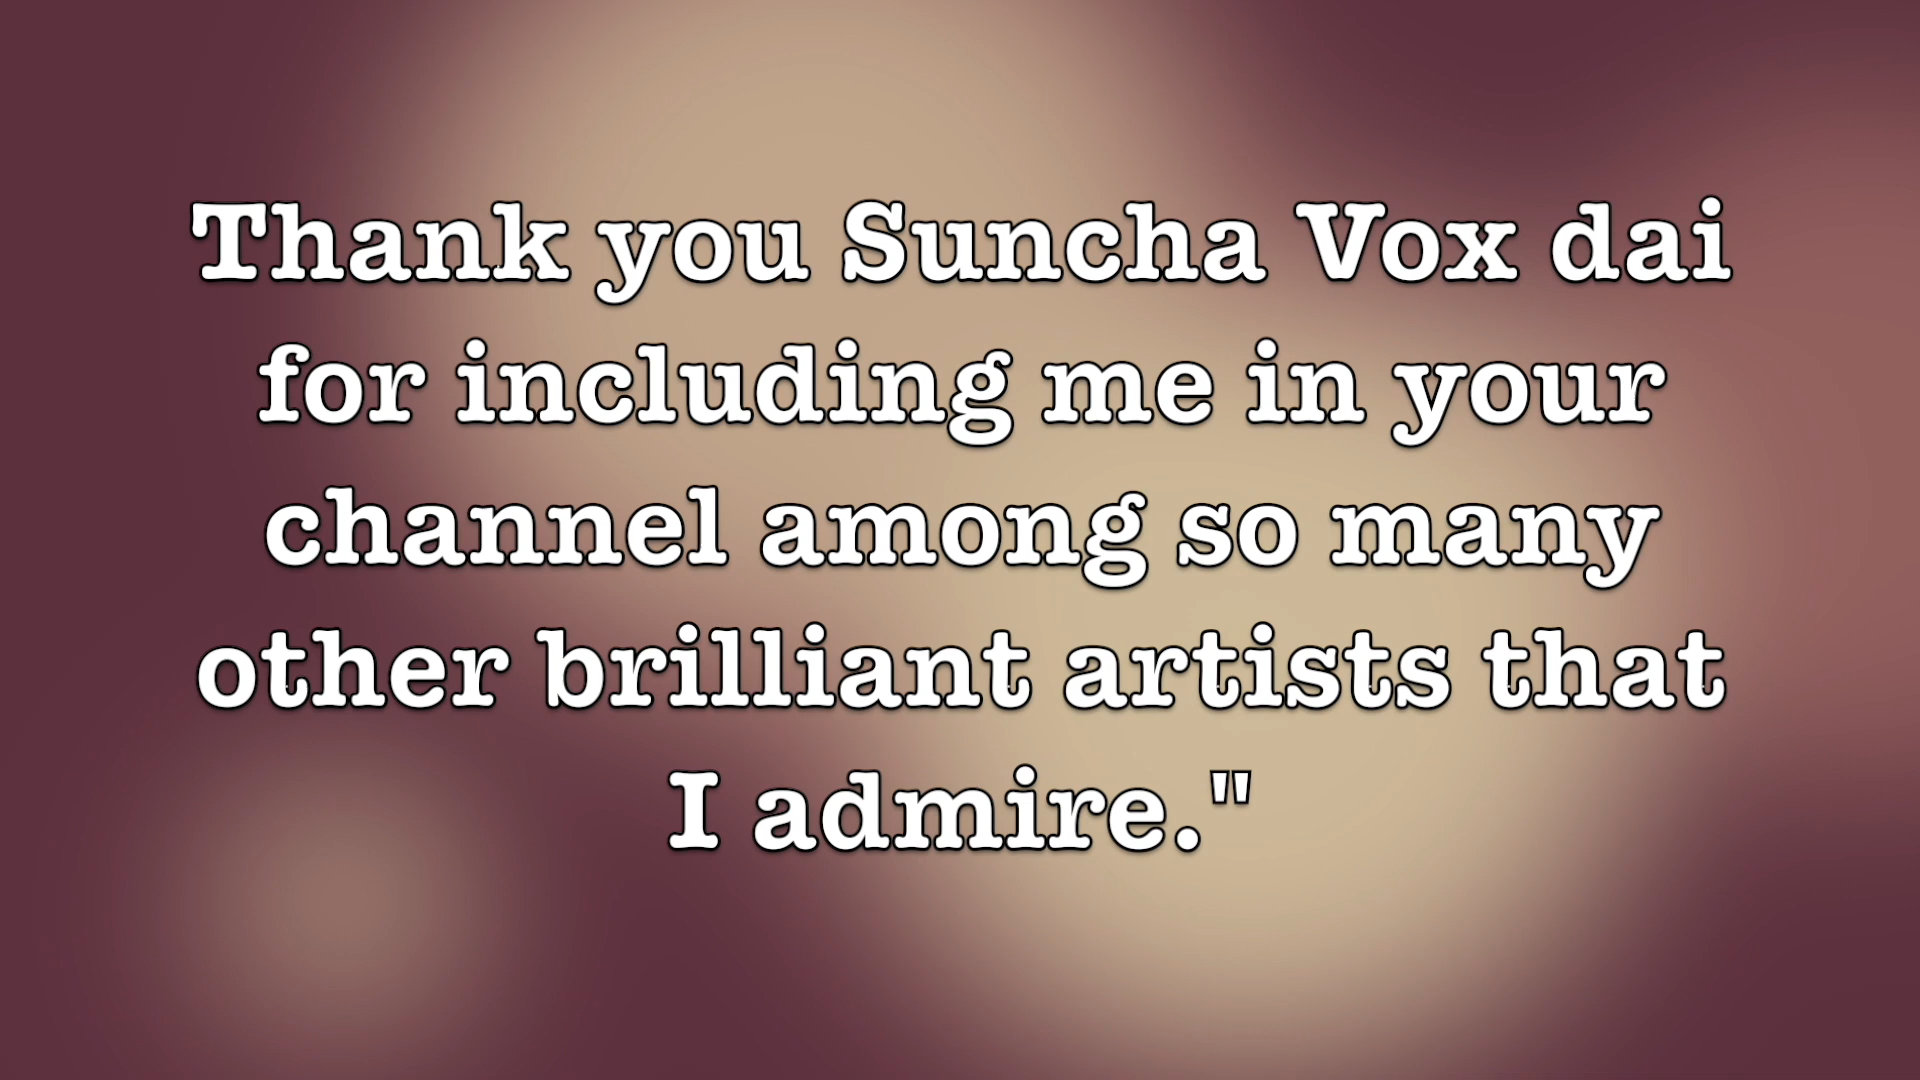 Thank you Suncha Vox dai
for including me in your
channel among so many
other brilliant artists that
I admire."